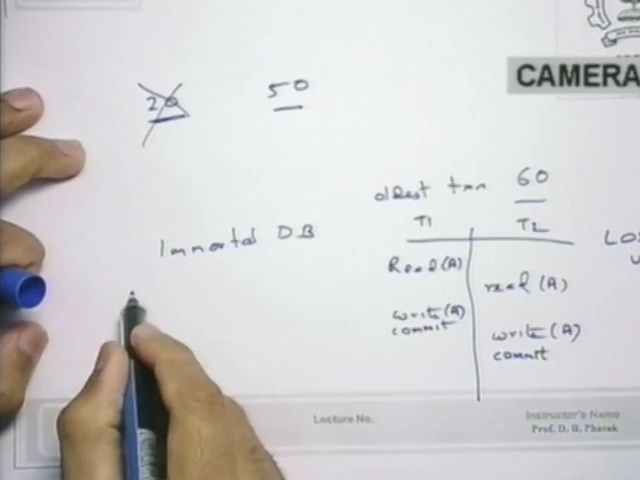 CAMERA
20 50
oldest txn 60
Immortal DB
T1 T2
Read(A)
read(A)
write(A)
commit
write(A)
commit
Lecture No.
Instructor's Name
Prof. D. B. Phatak